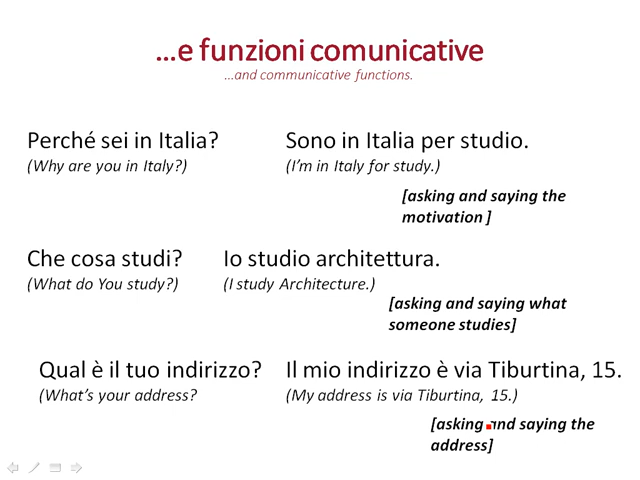 …e funzioni comunicative
…and communicative functions.
Perché sei in Italia? Sono in Italia per studio.
(Why are you in Italy?) (I'm in Italy for study.)
[asking and saying the
motivation ]
Che cosa studi? Io studio architettura.
(What do You study?) (I study Architecture.)
[asking and saying what
someone studies]
Qual è il tuo indirizzo? Il mio indirizzo è via Tiburtina, 15.
(What's your address? (My address is via Tiburtina, 15.)
[asking and saying the
address]